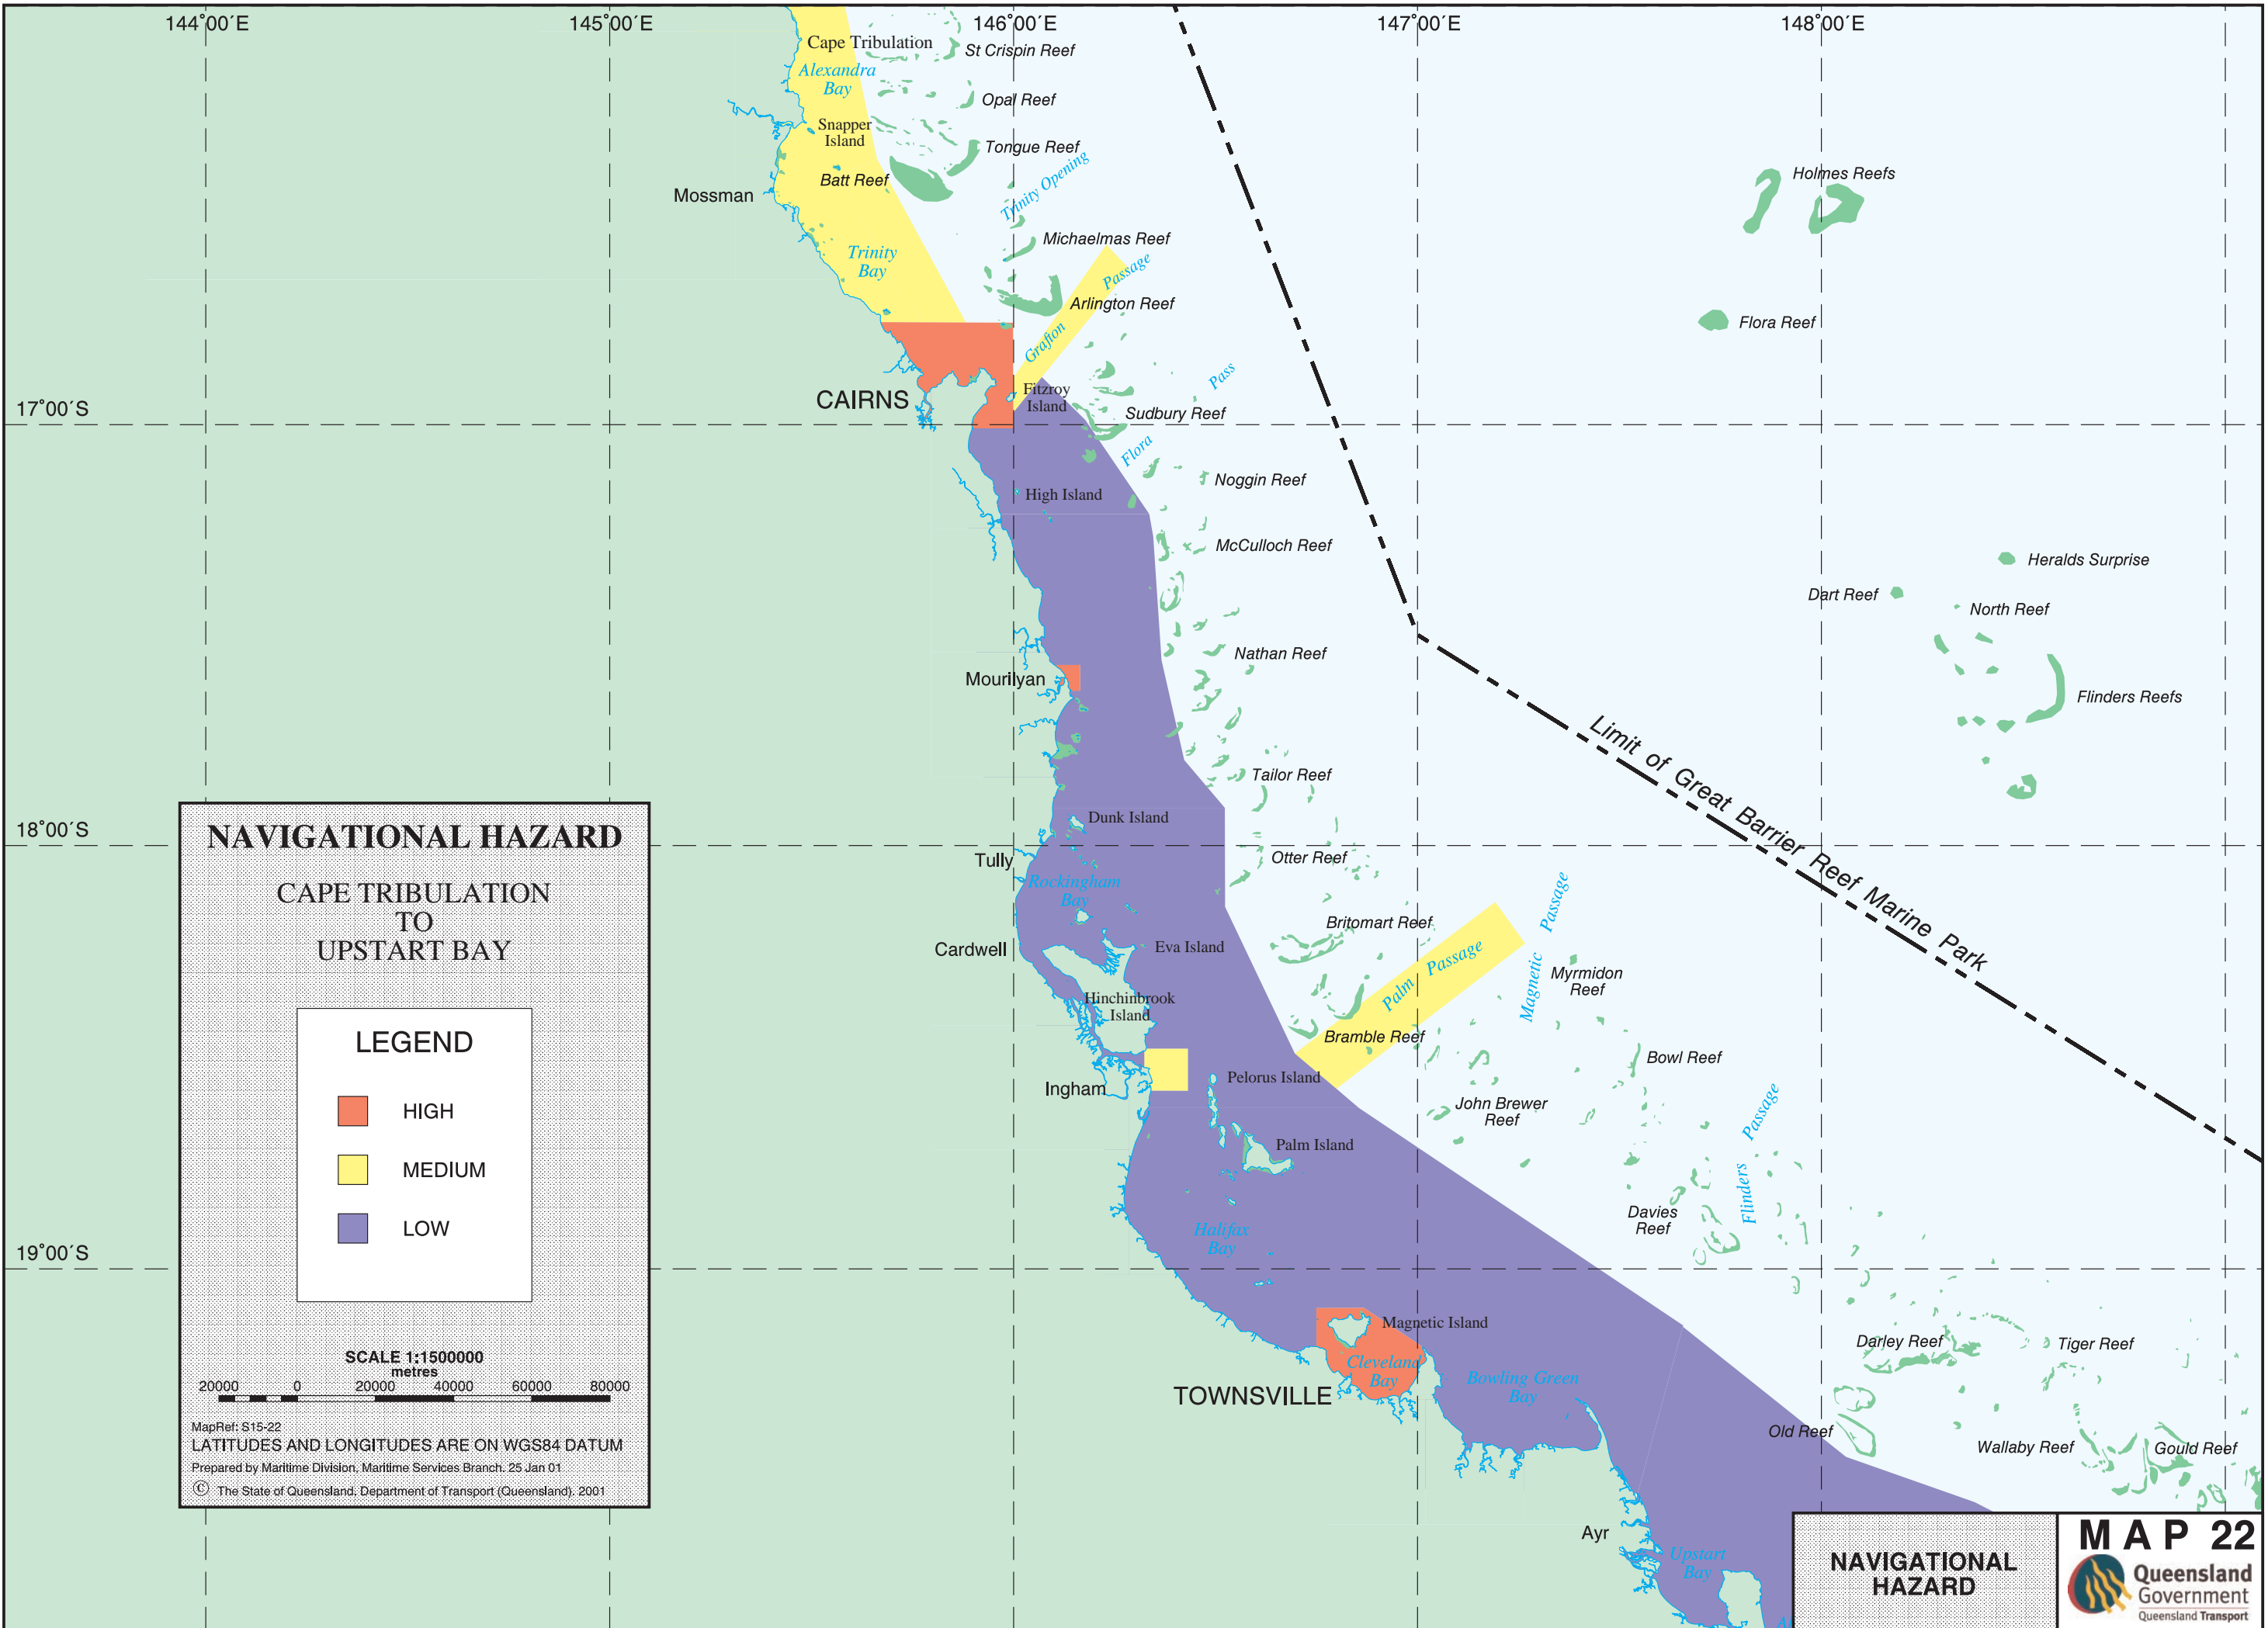 144°00´E
145°00´E
146°00´E
147°00´E
148°00´E
Cape Tribulation
St Crispin Reef
Alexandra
Bay
Opal Reef
Snapper
Island
Tongue Reef
Batt Reef
Trinity Opening
Mossman
Holmes Reefs
Trinity
Bay
Michaelmas Reef
Grafton Passage
Arlington Reef
Flora Reef
CAIRNS
Fitzroy
Island
17°00´S
Sudbury Reef
Flora Pass
Noggin Reef
High Island
McCulloch Reef
Heralds Surprise
Dart Reef
North Reef
Nathan Reef
Mourilyan
Flinders Reefs
Limit of Great Barrier Reef Marine Park
Tailor Reef
Dunk Island
18°00´S
Tully
Otter Reef
Rockingham
Bay
Britomart Reef
Cardwell
Eva Island
Palm Passage
Magnetic Passage
Myrmidon
Reef
Hinchinbrook
Island
Bramble Reef
Bowl Reef
Pelorus Island
Ingham
John Brewer
Reef
Palm Island
Flinders Passage
Davies
Reef
Halifax
Bay
19°00´S
Magnetic Island
Darley Reef
Tiger Reef
Cleveland
Bay
Bowling Green
Bay
TOWNSVILLE
Old Reef
Wallaby Reef
Gould Reef
Ayr
Upstart
Bay
NAVIGATIONAL HAZARD
CAPE TRIBULATION
TO
UPSTART BAY
LEGEND
HIGH
MEDIUM
LOW
SCALE 1:1500000
metres
20000 0 20000 40000 60000 80000
MapRef: S15-22
LATITUDES AND LONGITUDES ARE ON WGS84 DATUM
Prepared by Maritime Division, Maritime Services Branch. 25 Jan 01
© The State of Queensland. Department of Transport (Queensland). 2001
NAVIGATIONAL
HAZARD
MAP 22
Queensland
Government
Queensland Transport